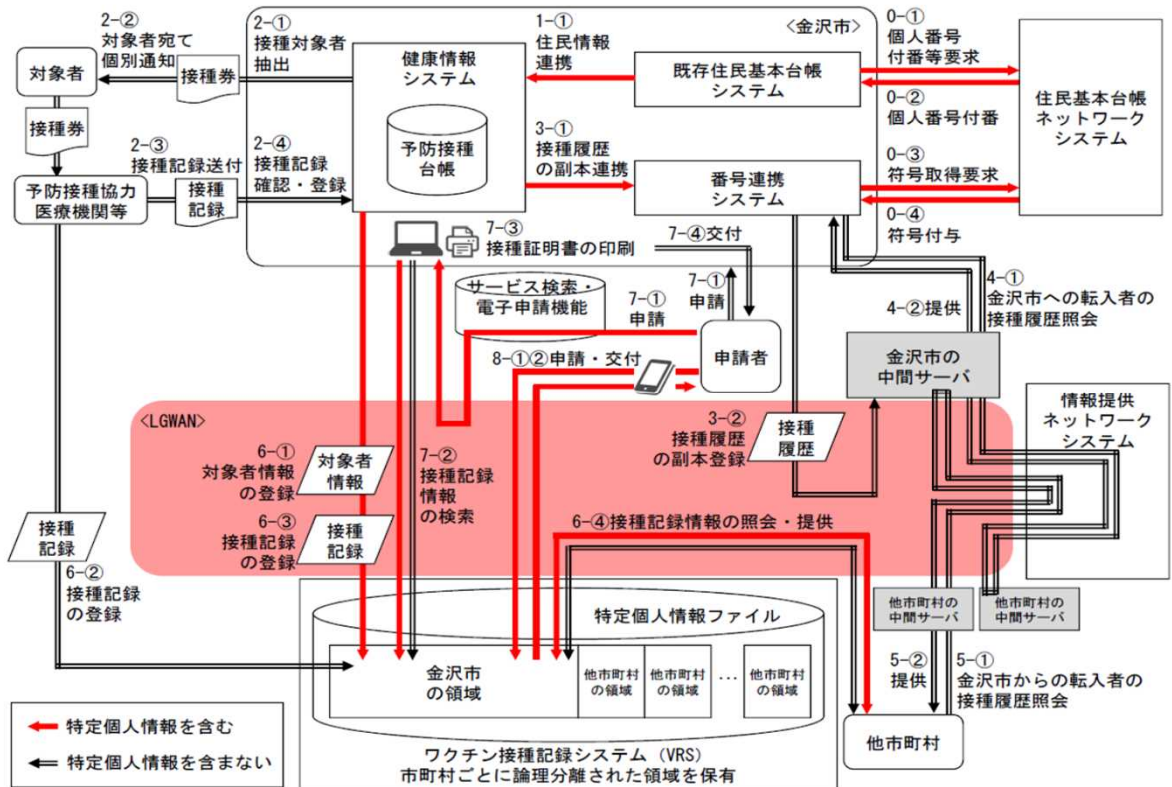 <金沢市>
2-②
対象者宛て
個別通知
2-①
接種対象者
抽出
1-①
住民情報
連携
0-①
個人番号
付番等要求
対象者
接種券
健康情報
システム
既存住民基本台帳
システム
0-②
個人番号付番
住民基本台帳
ネットワーク
システム
接種券
2-③
接種記録送付
2-④
接種記録
確認・登録
予防接種
台帳
3-①
接種履歴
の副本連携
0-③
符号取得要求
予防接種協力
医療機関等
接種
記録
番号連携
システム
0-④
符号付与
7-③
接種証明書の印刷
7-④交付
サービス検索・
電子申請機能
7-①
申請
7-①
申請
4-①
金沢市への転入者の
接種履歴照会
4-②提供
8-①②申請・交付
申請者
金沢市の
中間サーバ
<LGWAN>
情報提供
ネットワーク
システム
6-①
対象者情報
の登録
対象者
情報
7-②
接種記録
情報
の検索
3-②
接種履歴
の副本登録
接種
履歴
6-③
接種記録
の登録
接種
記録
6-④接種記録情報の照会・提供
接種
記録
6-②
接種記録
の登録
特定個人情報ファイル
他市町村の
中間サーバ
他市町村の
中間サーバ
金沢市
の領域
他市町村
の領域
他市町村
の領域
…
他市町村
の領域
5-②
提供
5-①
金沢市からの転入者の
接種履歴照会
他市町村
特定個人情報を含む
特定個人情報を含まない
ワクチン接種記録システム（VRS）
市町村ごとに論理分離された領域を保有